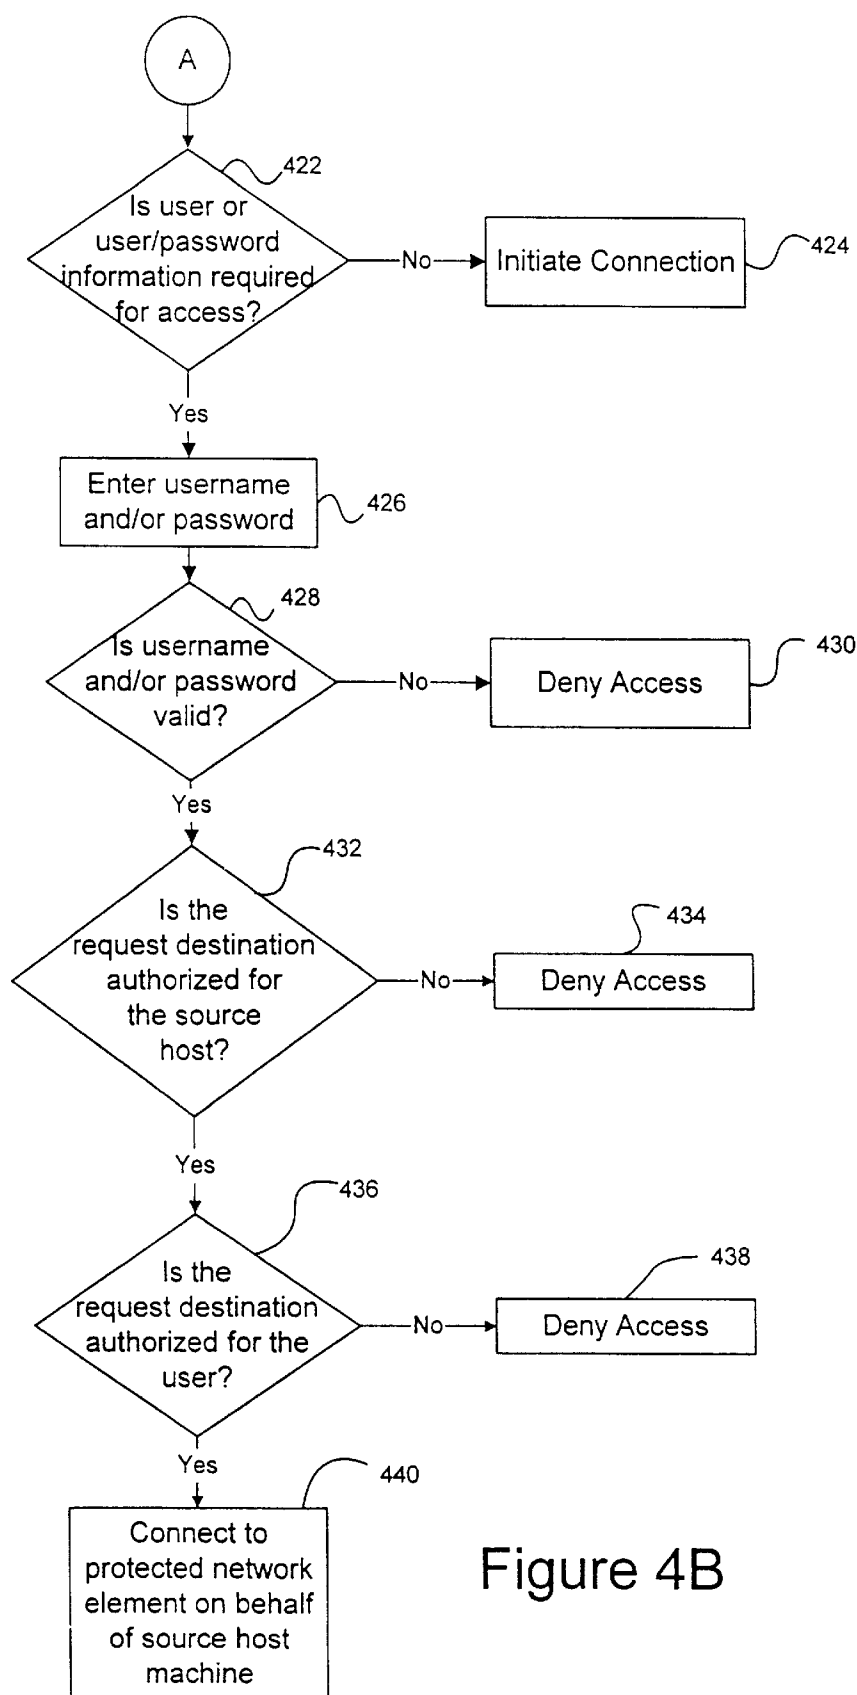 A
422
Is user or
user/password
information required
for access?
No
Initiate Connection
424
Yes
Enter username
and/or password
426
428
Is username
and/or password
valid?
No
Deny Access
430
Yes
432
Is the
request destination
authorized for
the source
host?
No
434
Deny Access
Yes
436
Is the
request destination
authorized for the
user?
No
438
Deny Access
Yes
440
Connect to
protected network
element on behalf
of source host
machine
Figure 4B